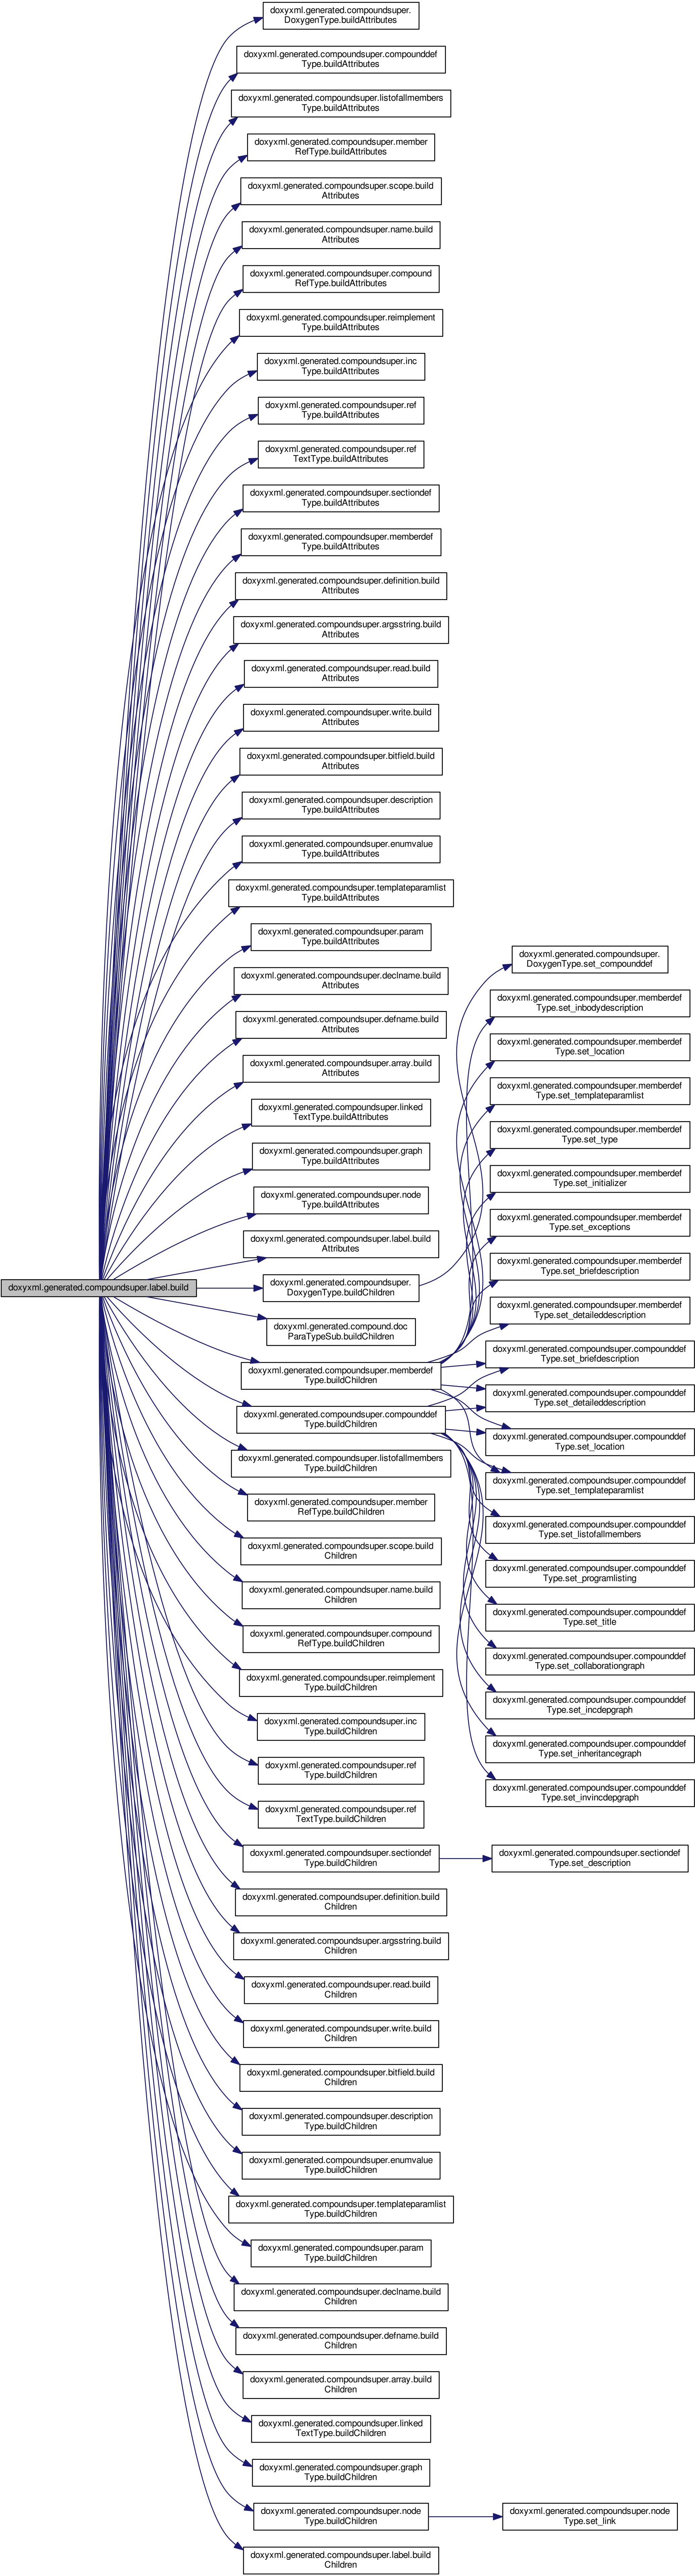 doxyxml.generated.compoundsuper.
DoxygenType.buildAttributes
doxyxml.generated.compoundsuper.compounddef
Type.buildAttributes
doxyxml.generated.compoundsuper.listofallmembers
Type.buildAttributes
doxyxml.generated.compoundsuper.member
RefType.buildAttributes
doxyxml.generated.compoundsuper.scope.build
Attributes
doxyxml.generated.compoundsuper.name.build
Attributes
doxyxml.generated.compoundsuper.compound
RefType.buildAttributes
doxyxml.generated.compoundsuper.reimplement
Type.buildAttributes
doxyxml.generated.compoundsuper.inc
Type.buildAttributes
doxyxml.generated.compoundsuper.ref
Type.buildAttributes
doxyxml.generated.compoundsuper.ref
TextType.buildAttributes
doxyxml.generated.compoundsuper.sectiondef
Type.buildAttributes
doxyxml.generated.compoundsuper.memberdef
Type.buildAttributes
doxyxml.generated.compoundsuper.definition.build
Attributes
doxyxml.generated.compoundsuper.argsstring.build
Attributes
doxyxml.generated.compoundsuper.read.build
Attributes
doxyxml.generated.compoundsuper.write.build
Attributes
doxyxml.generated.compoundsuper.bitfield.build
Attributes
doxyxml.generated.compoundsuper.description
Type.buildAttributes
doxyxml.generated.compoundsuper.enumvalue
Type.buildAttributes
doxyxml.generated.compoundsuper.templateparamlist
Type.buildAttributes
doxyxml.generated.compoundsuper.param
Type.buildAttributes
doxyxml.generated.compoundsuper.declname.build
Attributes
doxyxml.generated.compoundsuper.defname.build
Attributes
doxyxml.generated.compoundsuper.array.build
Attributes
doxyxml.generated.compoundsuper.linked
TextType.buildAttributes
doxyxml.generated.compoundsuper.graph
Type.buildAttributes
doxyxml.generated.compoundsuper.node
Type.buildAttributes
doxyxml.generated.compoundsuper.label.build
Attributes
doxyxml.generated.compoundsuper.label.build
doxyxml.generated.compoundsuper.
DoxygenType.buildChildren
doxyxml.generated.compound.doc
ParaTypeSub.buildChildren
doxyxml.generated.compoundsuper.memberdef
Type.buildChildren
doxyxml.generated.compoundsuper.compounddef
Type.buildChildren
doxyxml.generated.compoundsuper.listofallmembers
Type.buildChildren
doxyxml.generated.compoundsuper.member
RefType.buildChildren
doxyxml.generated.compoundsuper.scope.build
Children
doxyxml.generated.compoundsuper.name.build
Children
doxyxml.generated.compoundsuper.compound
RefType.buildChildren
doxyxml.generated.compoundsuper.reimplement
Type.buildChildren
doxyxml.generated.compoundsuper.inc
Type.buildChildren
doxyxml.generated.compoundsuper.ref
Type.buildChildren
doxyxml.generated.compoundsuper.ref
TextType.buildChildren
doxyxml.generated.compoundsuper.sectiondef
Type.buildChildren
doxyxml.generated.compoundsuper.definition.build
Children
doxyxml.generated.compoundsuper.argsstring.build
Children
doxyxml.generated.compoundsuper.read.build
Children
doxyxml.generated.compoundsuper.write.build
Children
doxyxml.generated.compoundsuper.bitfield.build
Children
doxyxml.generated.compoundsuper.description
Type.buildChildren
doxyxml.generated.compoundsuper.enumvalue
Type.buildChildren
doxyxml.generated.compoundsuper.templateparamlist
Type.buildChildren
doxyxml.generated.compoundsuper.param
Type.buildChildren
doxyxml.generated.compoundsuper.declname.build
Children
doxyxml.generated.compoundsuper.defname.build
Children
doxyxml.generated.compoundsuper.array.build
Children
doxyxml.generated.compoundsuper.linked
TextType.buildChildren
doxyxml.generated.compoundsuper.graph
Type.buildChildren
doxyxml.generated.compoundsuper.node
Type.buildChildren
doxyxml.generated.compoundsuper.label.build
Children
doxyxml.generated.compoundsuper.
DoxygenType.set_compounddef
doxyxml.generated.compoundsuper.memberdef
Type.set_inbodydescription
doxyxml.generated.compoundsuper.memberdef
Type.set_location
doxyxml.generated.compoundsuper.memberdef
Type.set_templateparamlist
doxyxml.generated.compoundsuper.memberdef
Type.set_type
doxyxml.generated.compoundsuper.memberdef
Type.set_initializer
doxyxml.generated.compoundsuper.memberdef
Type.set_exceptions
doxyxml.generated.compoundsuper.memberdef
Type.set_briefdescription
doxyxml.generated.compoundsuper.memberdef
Type.set_detaileddescription
doxyxml.generated.compoundsuper.compounddef
Type.set_briefdescription
doxyxml.generated.compoundsuper.compounddef
Type.set_detaileddescription
doxyxml.generated.compoundsuper.compounddef
Type.set_location
doxyxml.generated.compoundsuper.compounddef
Type.set_templateparamlist
doxyxml.generated.compoundsuper.compounddef
Type.set_listofallmembers
doxyxml.generated.compoundsuper.compounddef
Type.set_programlisting
doxyxml.generated.compoundsuper.compounddef
Type.set_title
doxyxml.generated.compoundsuper.compounddef
Type.set_collaborationgraph
doxyxml.generated.compoundsuper.compounddef
Type.set_incdepgraph
doxyxml.generated.compoundsuper.compounddef
Type.set_inheritancegraph
doxyxml.generated.compoundsuper.compounddef
Type.set_invincdepgraph
doxyxml.generated.compoundsuper.sectiondef
Type.set_description
doxyxml.generated.compoundsuper.node
Type.set_link